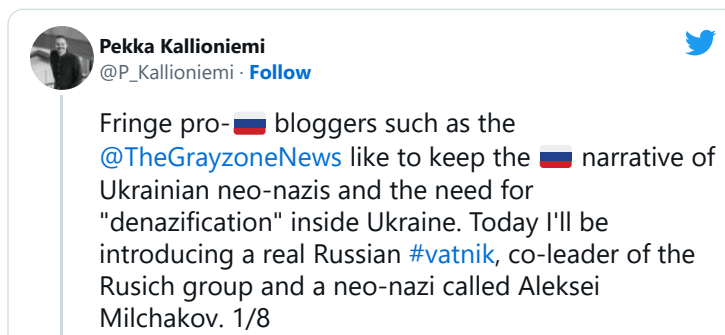 Pekka Kallioniemi
@P_Kallioniemi · Follow
Fringe pro-🇷🇺 bloggers such as the
@TheGrayzoneNews like to keep the 🇷🇺 narrative of
Ukrainian neo-nazis and the need for
"denazification" inside Ukraine. Today I'll be
introducing a real Russian #vatnik, co-leader of the
Rusich group and a neo-nazi called Aleksei
Milchakov. 1/8